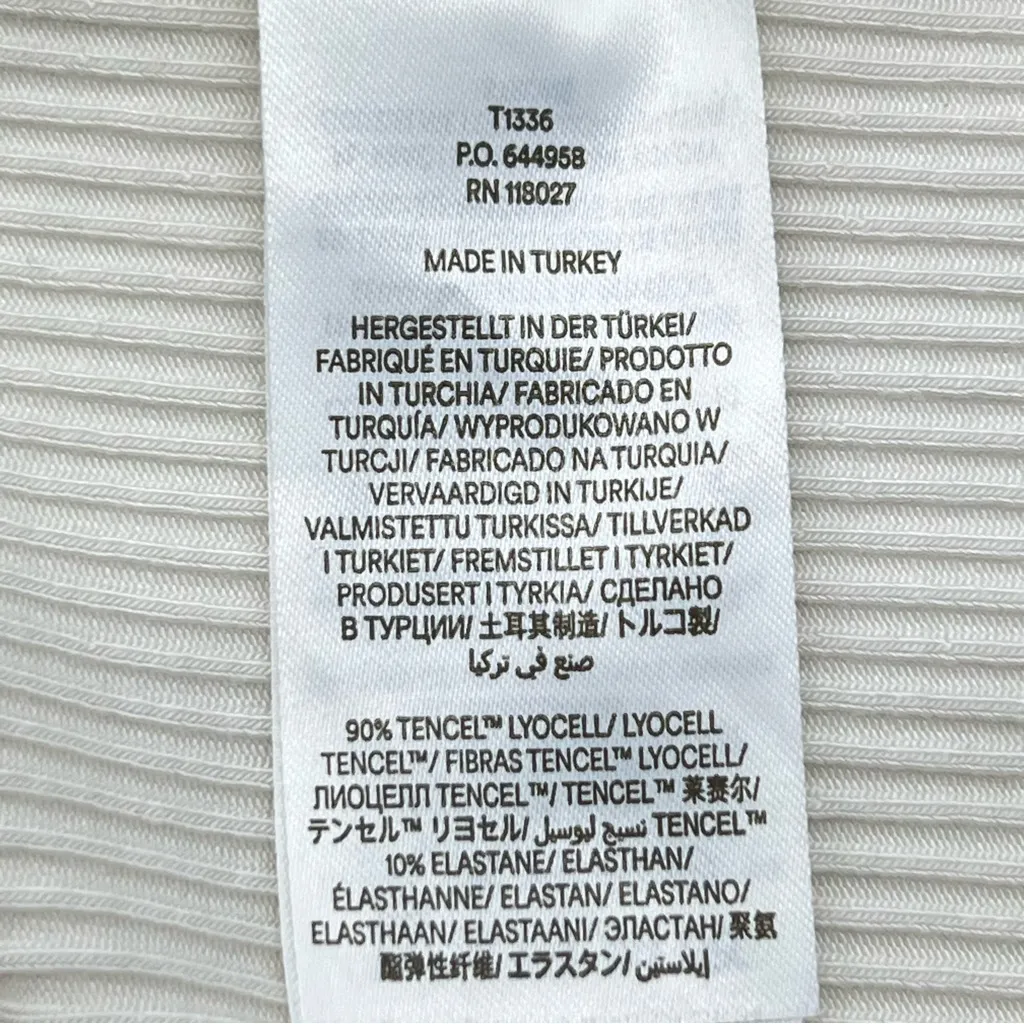 T1336
P.O. 644958
RN 118027
MADE IN TURKEY
HERGESTELLT IN DER TÜRKEI/
FABRIQUÉ EN TURQUIE/ PRODOTTO
IN TURCHIA/ FABRICADO EN
TURQUÍA/ WYPRODUKOWANO W
TURCJI/ FABRICADO NA TURQUIA/
VERVAARDIGD IN TURKIJE/
VALMISTETTU TURKISSA/ TILLVERKAD
I TURKIET/ FREMSTILLET I TYRKIET/
PRODUSERT I TYRKIA/ СДЕЛАНО
В ТУРЦИИ/ 土耳其制造/ トルコ製/
صنع في تركيا
90% TENCEL™ LYOCELL/ LYOCELL
TENCEL™/ FIBRAS TENCEL™ LYOCELL/
ЛИОЦЕЛЛ TENCEL™/ TENCEL™ 莱赛尔/
テンセル™ リヨセル/ نسيج ليوسيل TENCEL™
10% ELASTANE/ ELASTHAN/
ÉLASTHANNE/ ELASTAN/ ELASTANO/
ELASTHAAN/ ELASTAANI/ ЭЛАСТАН/ 聚氨
酯弹性纤维/ エラスタン/ إيلاستين